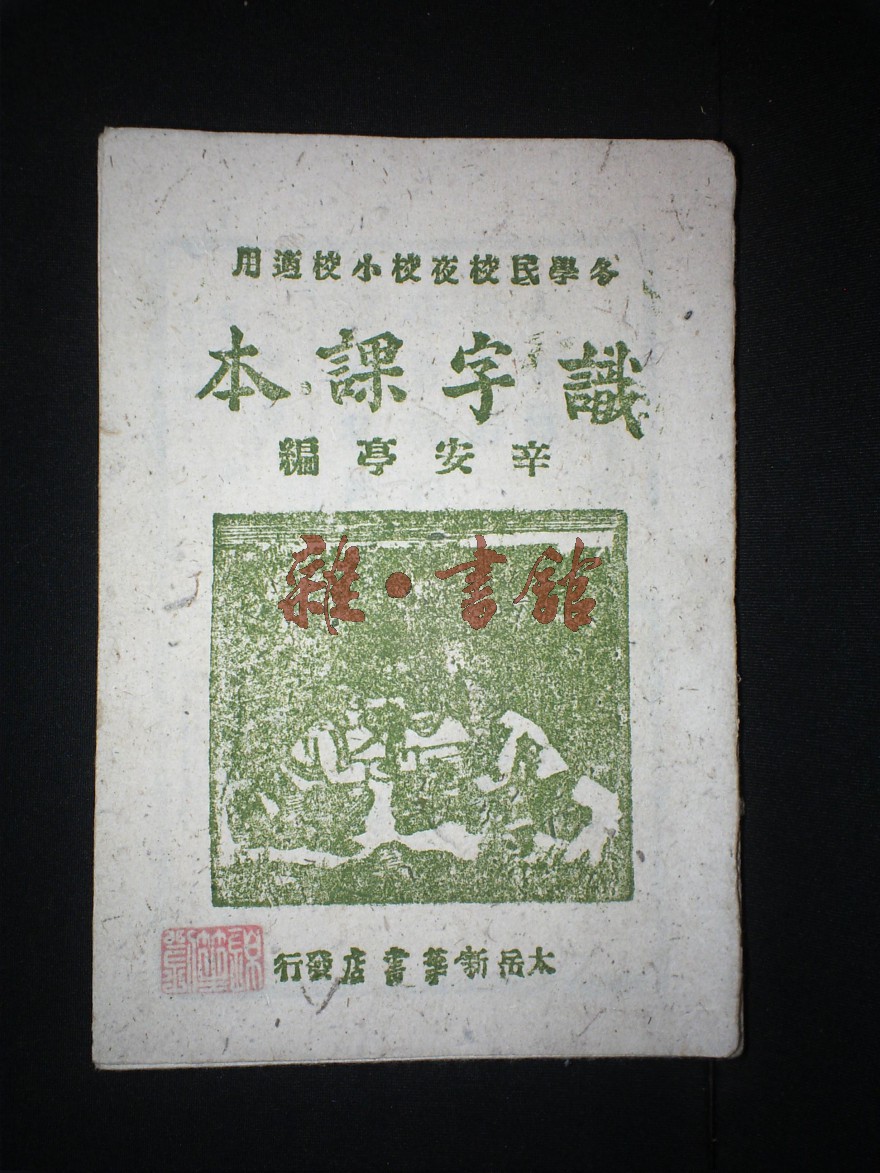 冬學民校夜校小校適用
識字課本
辛安亭編
雜·書館
太岳新華書店發行